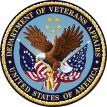 DEPARTMENT OF VETERANS AFFAIRS
UNITED STATES OF AMERICA